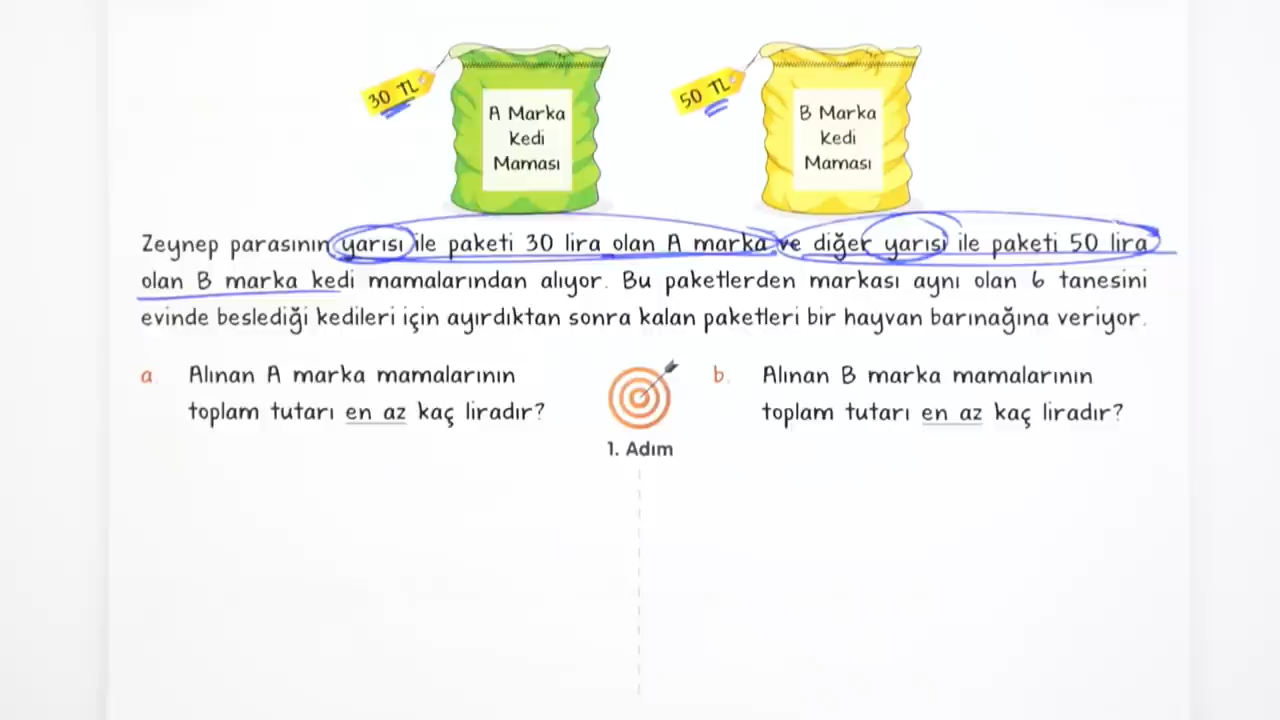 30 TL
A Marka
Kedi
Maması
50 TL
B Marka
Kedi
Maması
Zeynep parasının yarısı ile paketi 30 lira olan A marka ve diğer yarısı ile paketi 50 lira
olan B marka kedi mamalarından alıyor. Bu paketlerden markası aynı olan 6 tanesini
evinde beslediği kedileri için ayırdıktan sonra kalan paketleri bir hayvan barınağına veriyor.
a. Alınan A marka mamalarının
toplam tutarı en az kaç liradır?
1. Adım
b. Alınan B marka mamalarının
toplam tutarı en az kaç liradır?